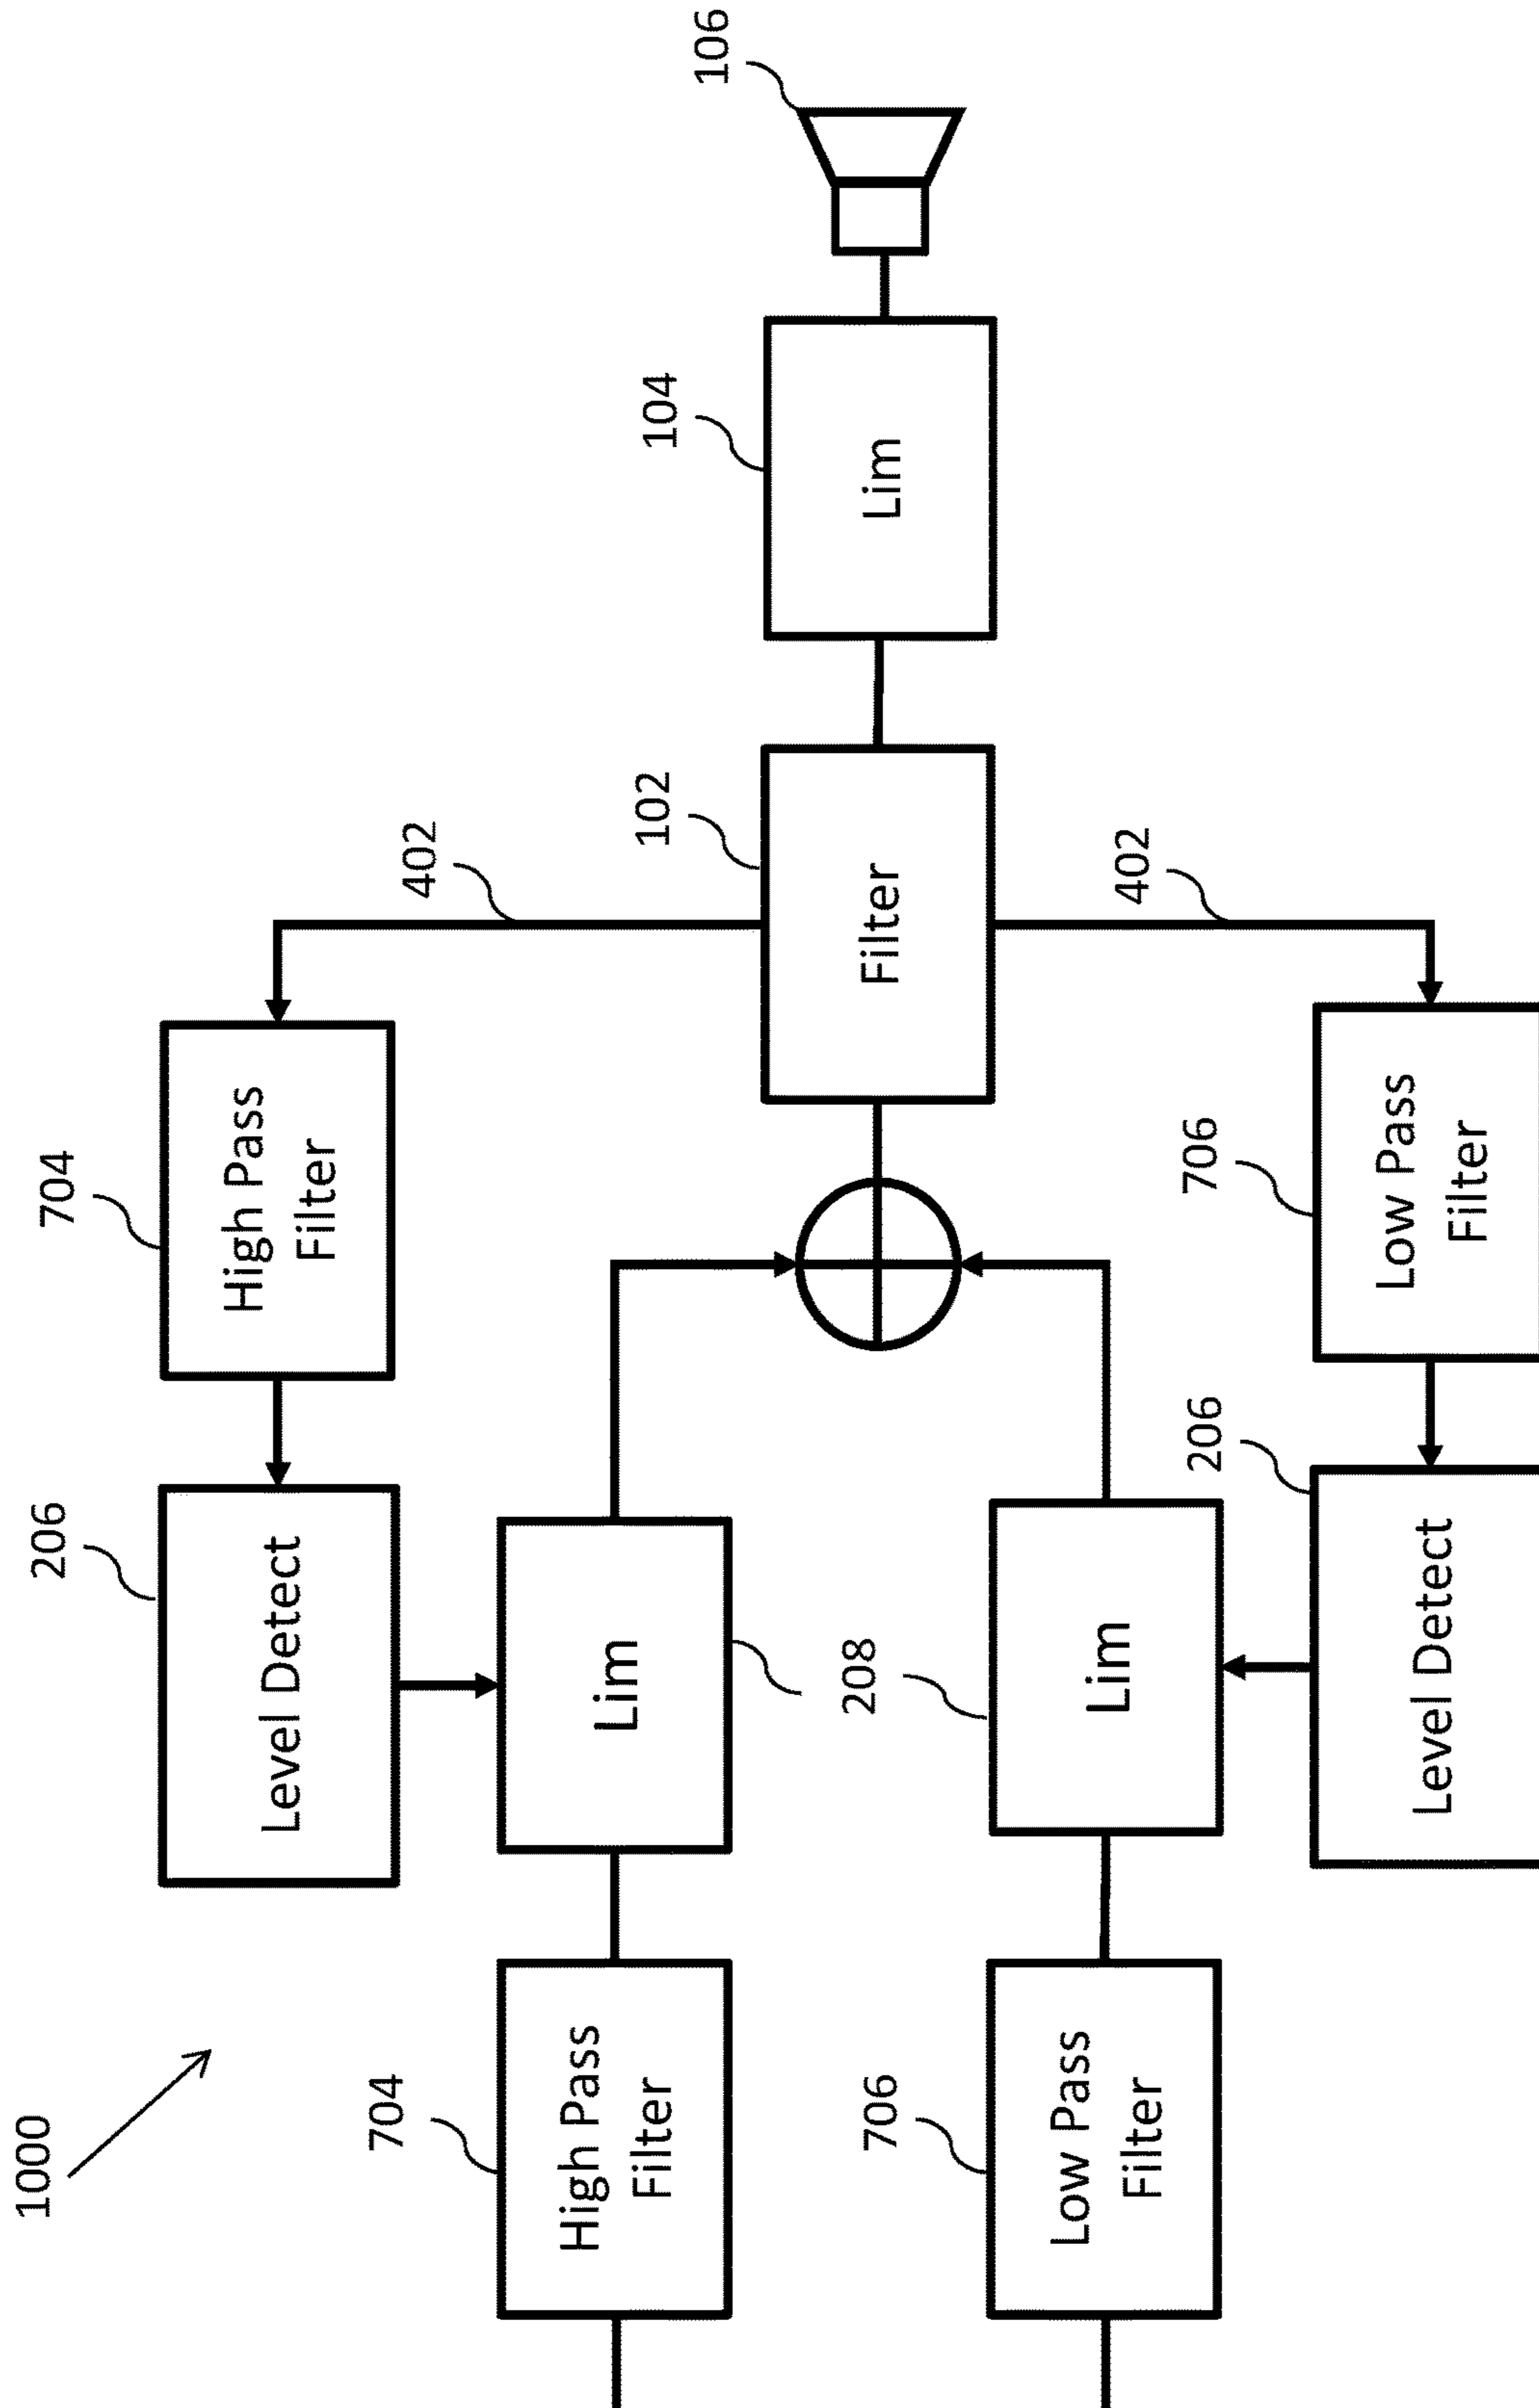 1000
704
High Pass
Filter
706
Low Pass
Filter
206
Level Detect
Lim
208
Lim
206
Level Detect
704
High Pass
Filter
706
Low Pass
Filter
402
402
102
Filter
104
Lim
106